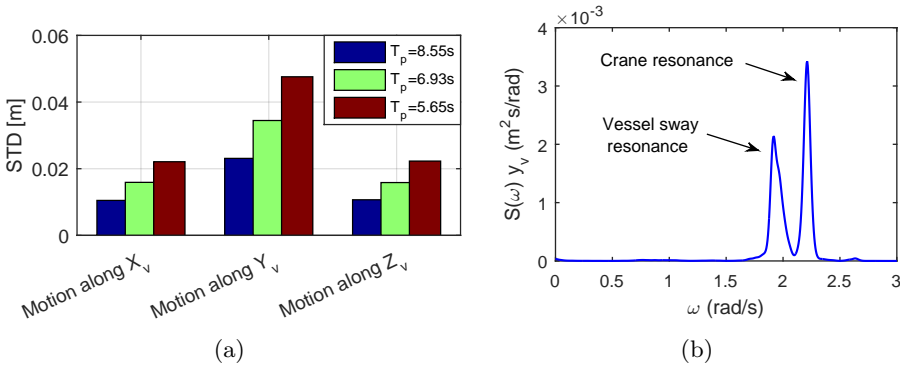 0.06
0.04
0.02
0
STD [m]
T_p=8.55s
T_p=6.93s
T_p=5.65s
Motion along X_v
Motion along Y_v
Motion along Z_v
(a)
×10^-3
4
3
2
1
0
S(ω) y_v (m^2 s/rad)
Crane resonance
Vessel sway
resonance
0 0.5 1 1.5 2 2.5 3
ω (rad/s)
(b)